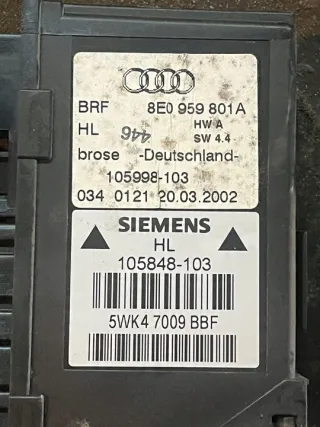 BRF 8E0 959 801A
HL 446 HW A
SW 4.4
brose -Deutschland-
105998-103
034 0121 20.03.2002
SIEMENS
HL
105848-103
5WK4 7009 BBF